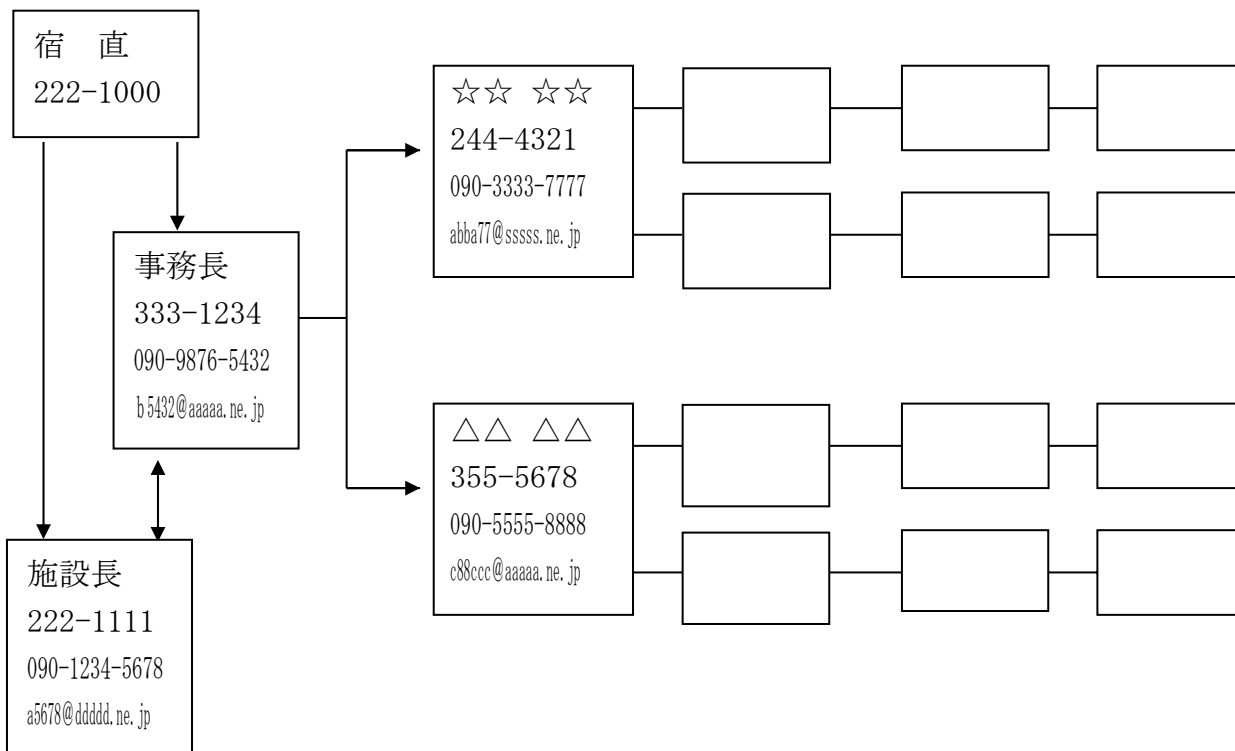 宿　直
222-1000
☆☆ ☆☆
244-4321
090-3333-7777
abba77@sssss.ne.jp
事務長
333-1234
090-9876-5432
b5432@aaaaa.ne.jp
△△ △△
355-5678
090-5555-8888
c88ccc@aaaaa.ne.jp
施設長
222-1111
090-1234-5678
a5678@ddddd.ne.jp